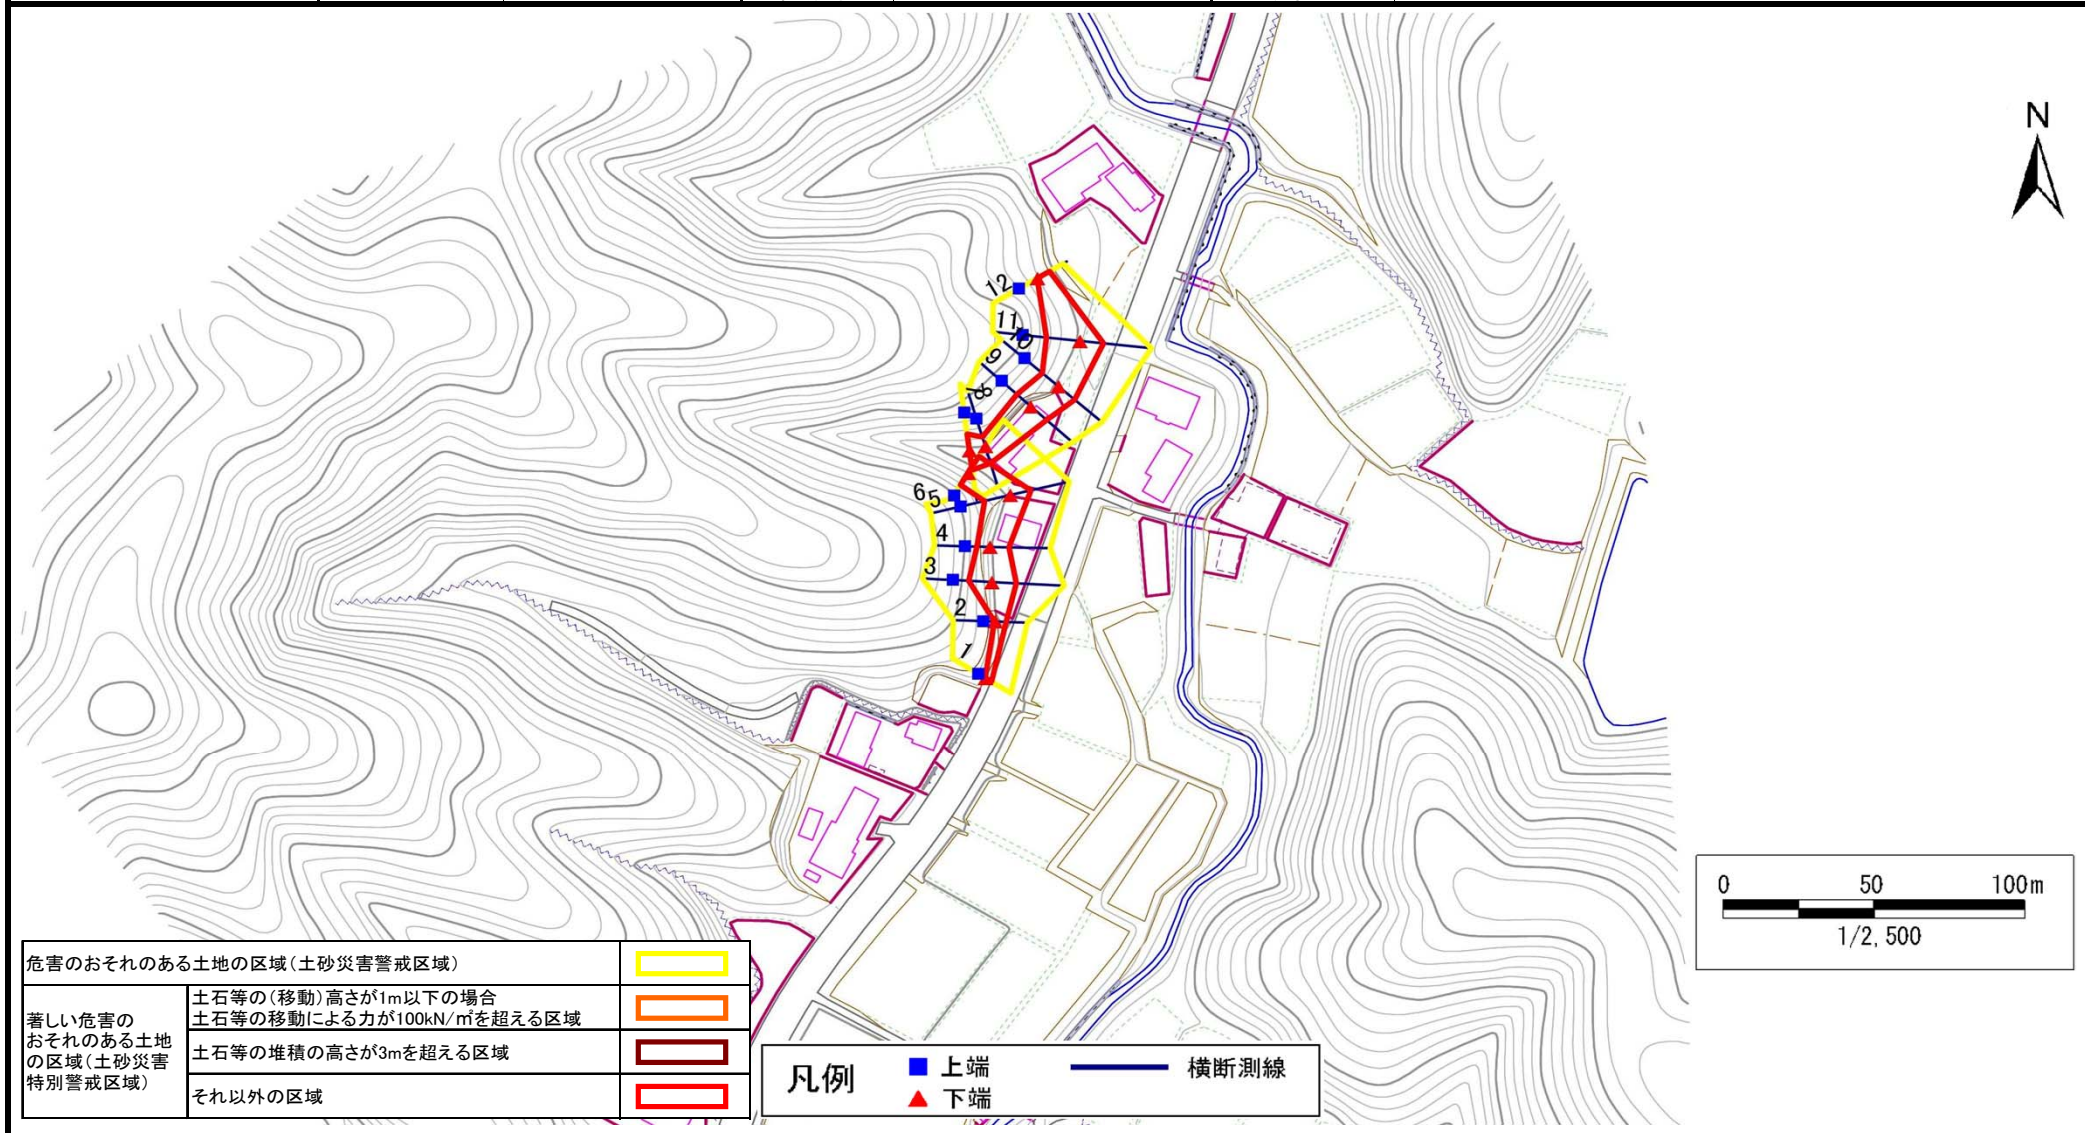 N
12
11
10
9
8
7
6
5
4
3
2
1
0 50 100m
1/2,500
危害のおそれのある土地の区域(土砂災害警戒区域)
著しい危害の
おそれのある土地
の区域(土砂災害
特別警戒区域)
土石等の(移動)高さが1m以下の場合
土石等の移動による力が100kN/㎡を超える区域
土石等の堆積の高さが3mを超える区域
それ以外の区域
凡例
上端
下端
横断測線